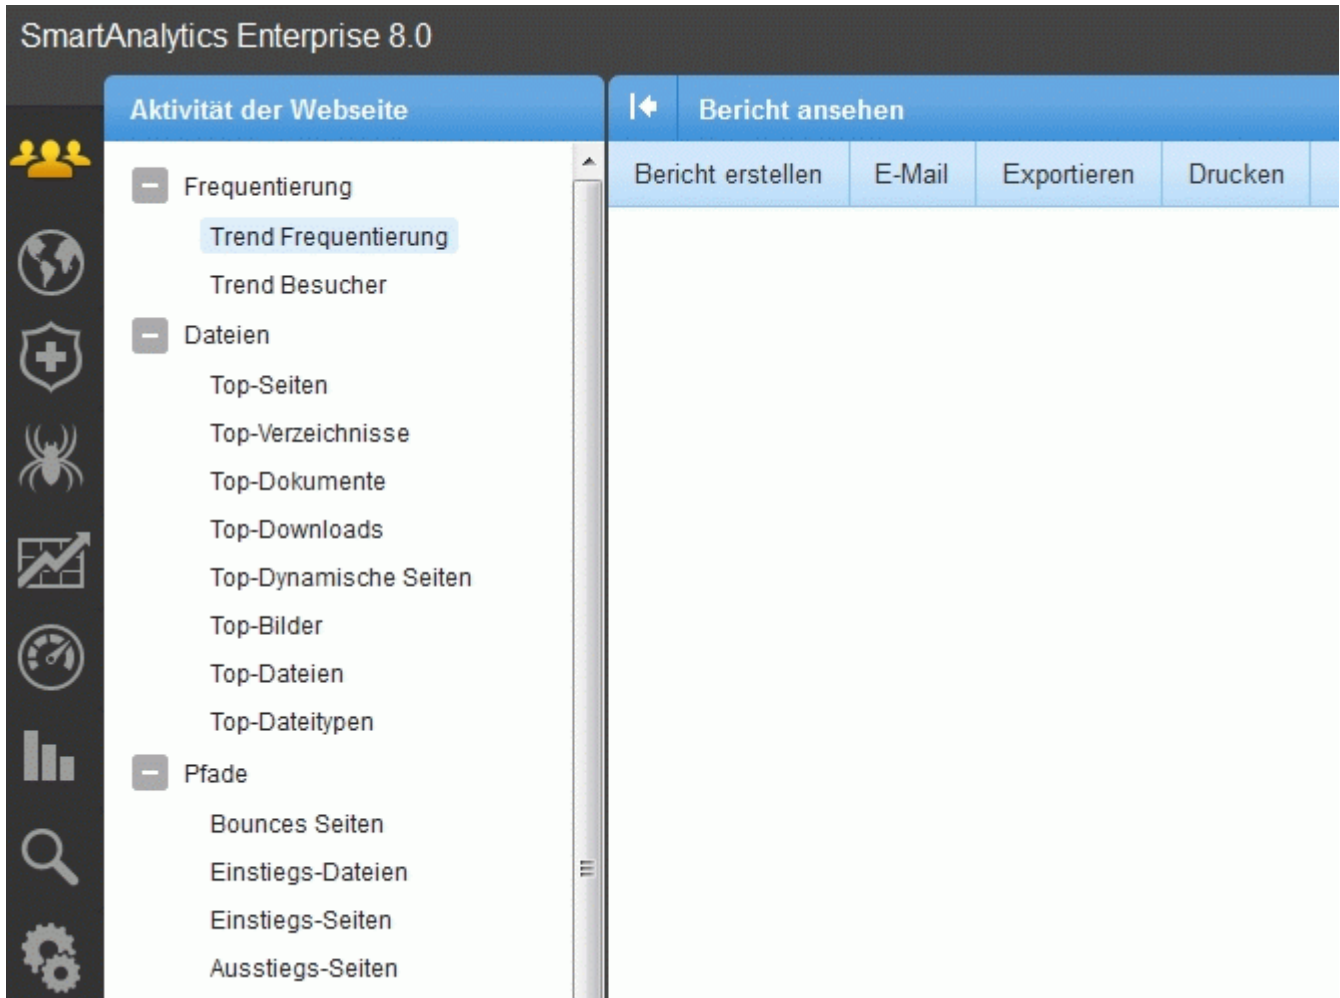 SmartAnalytics Enterprise 8.0
Aktivität der Webseite
Bericht ansehen
Bericht erstellen
E-Mail
Exportieren
Drucken
Frequentierung
Trend Frequentierung
Trend Besucher
Dateien
Top-Seiten
Top-Verzeichnisse
Top-Dokumente
Top-Downloads
Top-Dynamische Seiten
Top-Bilder
Top-Dateien
Top-Dateitypen
Pfade
Bounces Seiten
Einstiegs-Dateien
Einstiegs-Seiten
Ausstiegs-Seiten